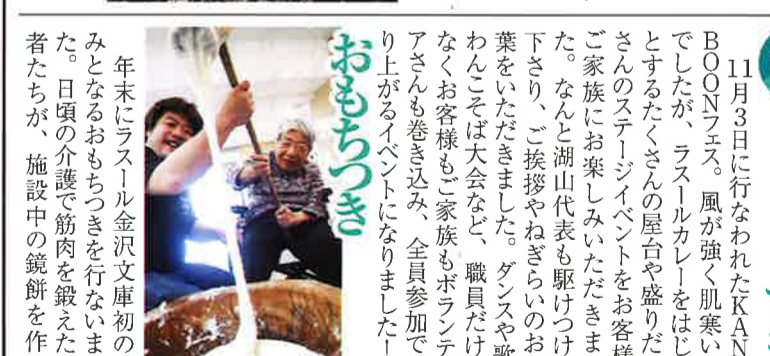 11月3日に行なわれたKAN
BOONフェス。風が強く肌寒い
でしたが、ラスールカレーをはじ
とするたくさんの屋台や盛りだ
さんのステージイベントをお客様
ご家族にお楽しみいただきま
た。なんと湖山代表も駆けつけ
下さり、ご挨拶やねぎらいのお
葉をいただきました。ダンスや歌
わんこそば大会など、職員だけ
なくお客様もご家族もボランテ
アさんも巻き込み、全員参加で
り上がるイベントになりました!
おもちつき
年末にラスール金沢文庫初の
みとなるおもちつきを行ないま
た。日頃の介護で筋肉を鍛えた
者たちが、施設中の鏡餅を作